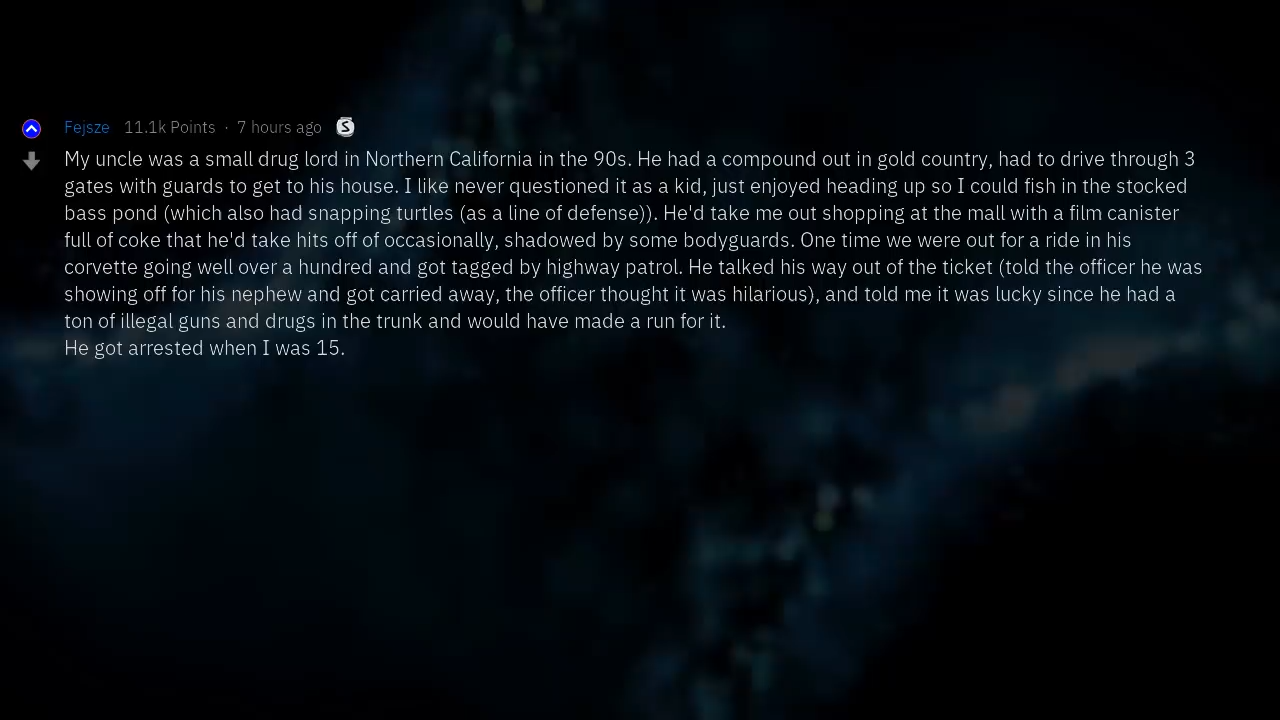 Fejsze 11.1k Points · 7 hours ago S
My uncle was a small drug lord in Northern California in the 90s. He had a compound out in gold country, had to drive through 3
gates with guards to get to his house. I like never questioned it as a kid, just enjoyed heading up so I could fish in the stocked
bass pond (which also had snapping turtles (as a line of defense)). He'd take me out shopping at the mall with a film canister
full of coke that he'd take hits off of occasionally, shadowed by some bodyguards. One time we were out for a ride in his
corvette going well over a hundred and got tagged by highway patrol. He talked his way out of the ticket (told the officer he was
showing off for his nephew and got carried away, the officer thought it was hilarious), and told me it was lucky since he had a
ton of illegal guns and drugs in the trunk and would have made a run for it.
He got arrested when I was 15.